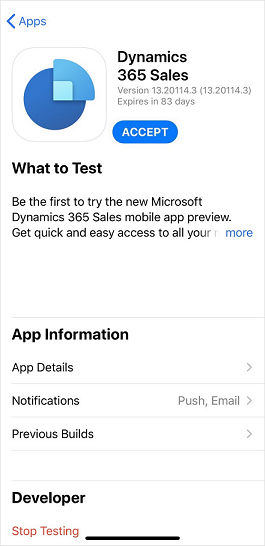 Apps
Dynamics
365 Sales
Version 13.20114.3 (13.20114.3)
Expires in 83 days
ACCEPT
What to Test
Be the first to try the new Microsoft
Dynamics 365 Sales mobile app preview.
Get quick and easy access to all your more
App Information
App Details
Notifications Push, Email
Previous Builds
Developer
Stop Testing